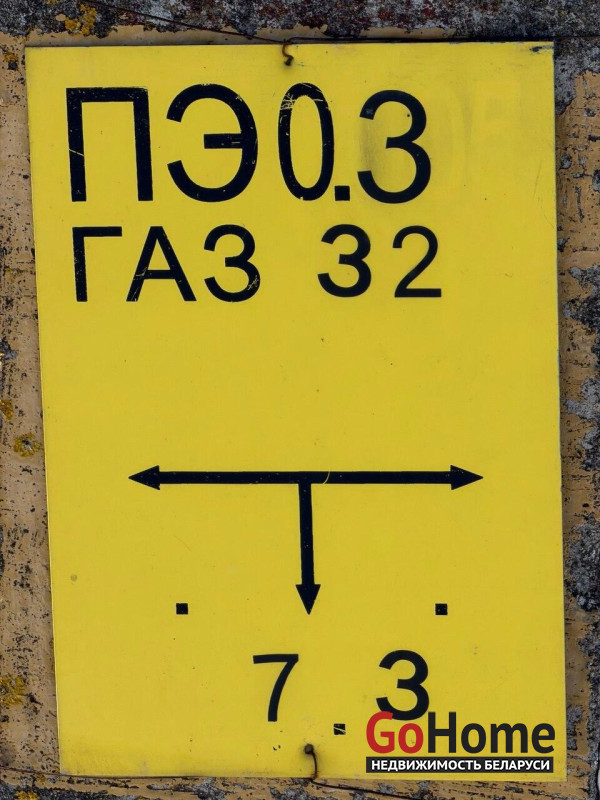 ПЭ0.3
ГАЗ 32
. .
7.3
GoHome
НЕДВИЖИМОСТЬ БЕЛАРУСИ